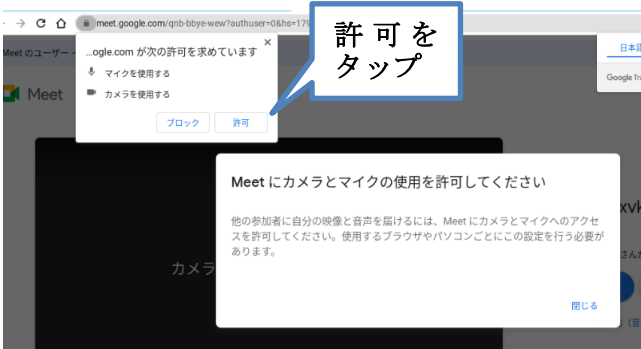 meet.google.com/qnb-bbye-wew?authuser=0&hs=179
Meet のユーザー
日本語
...ogle.com が次の許可を求めています
×
マイクを使用する
カメラを使用する
ブロック
許可
許可を
タップ
Google
Meet
Meet にカメラとマイクの使用を許可してください
他の参加者に自分の映像と音声を届けるには、Meet にカメラとマイクへのアクセ
スを許可してください。使用するブラウザやパソコンごとにこの設定を行う必要が
あります。
カメラ
閉じる